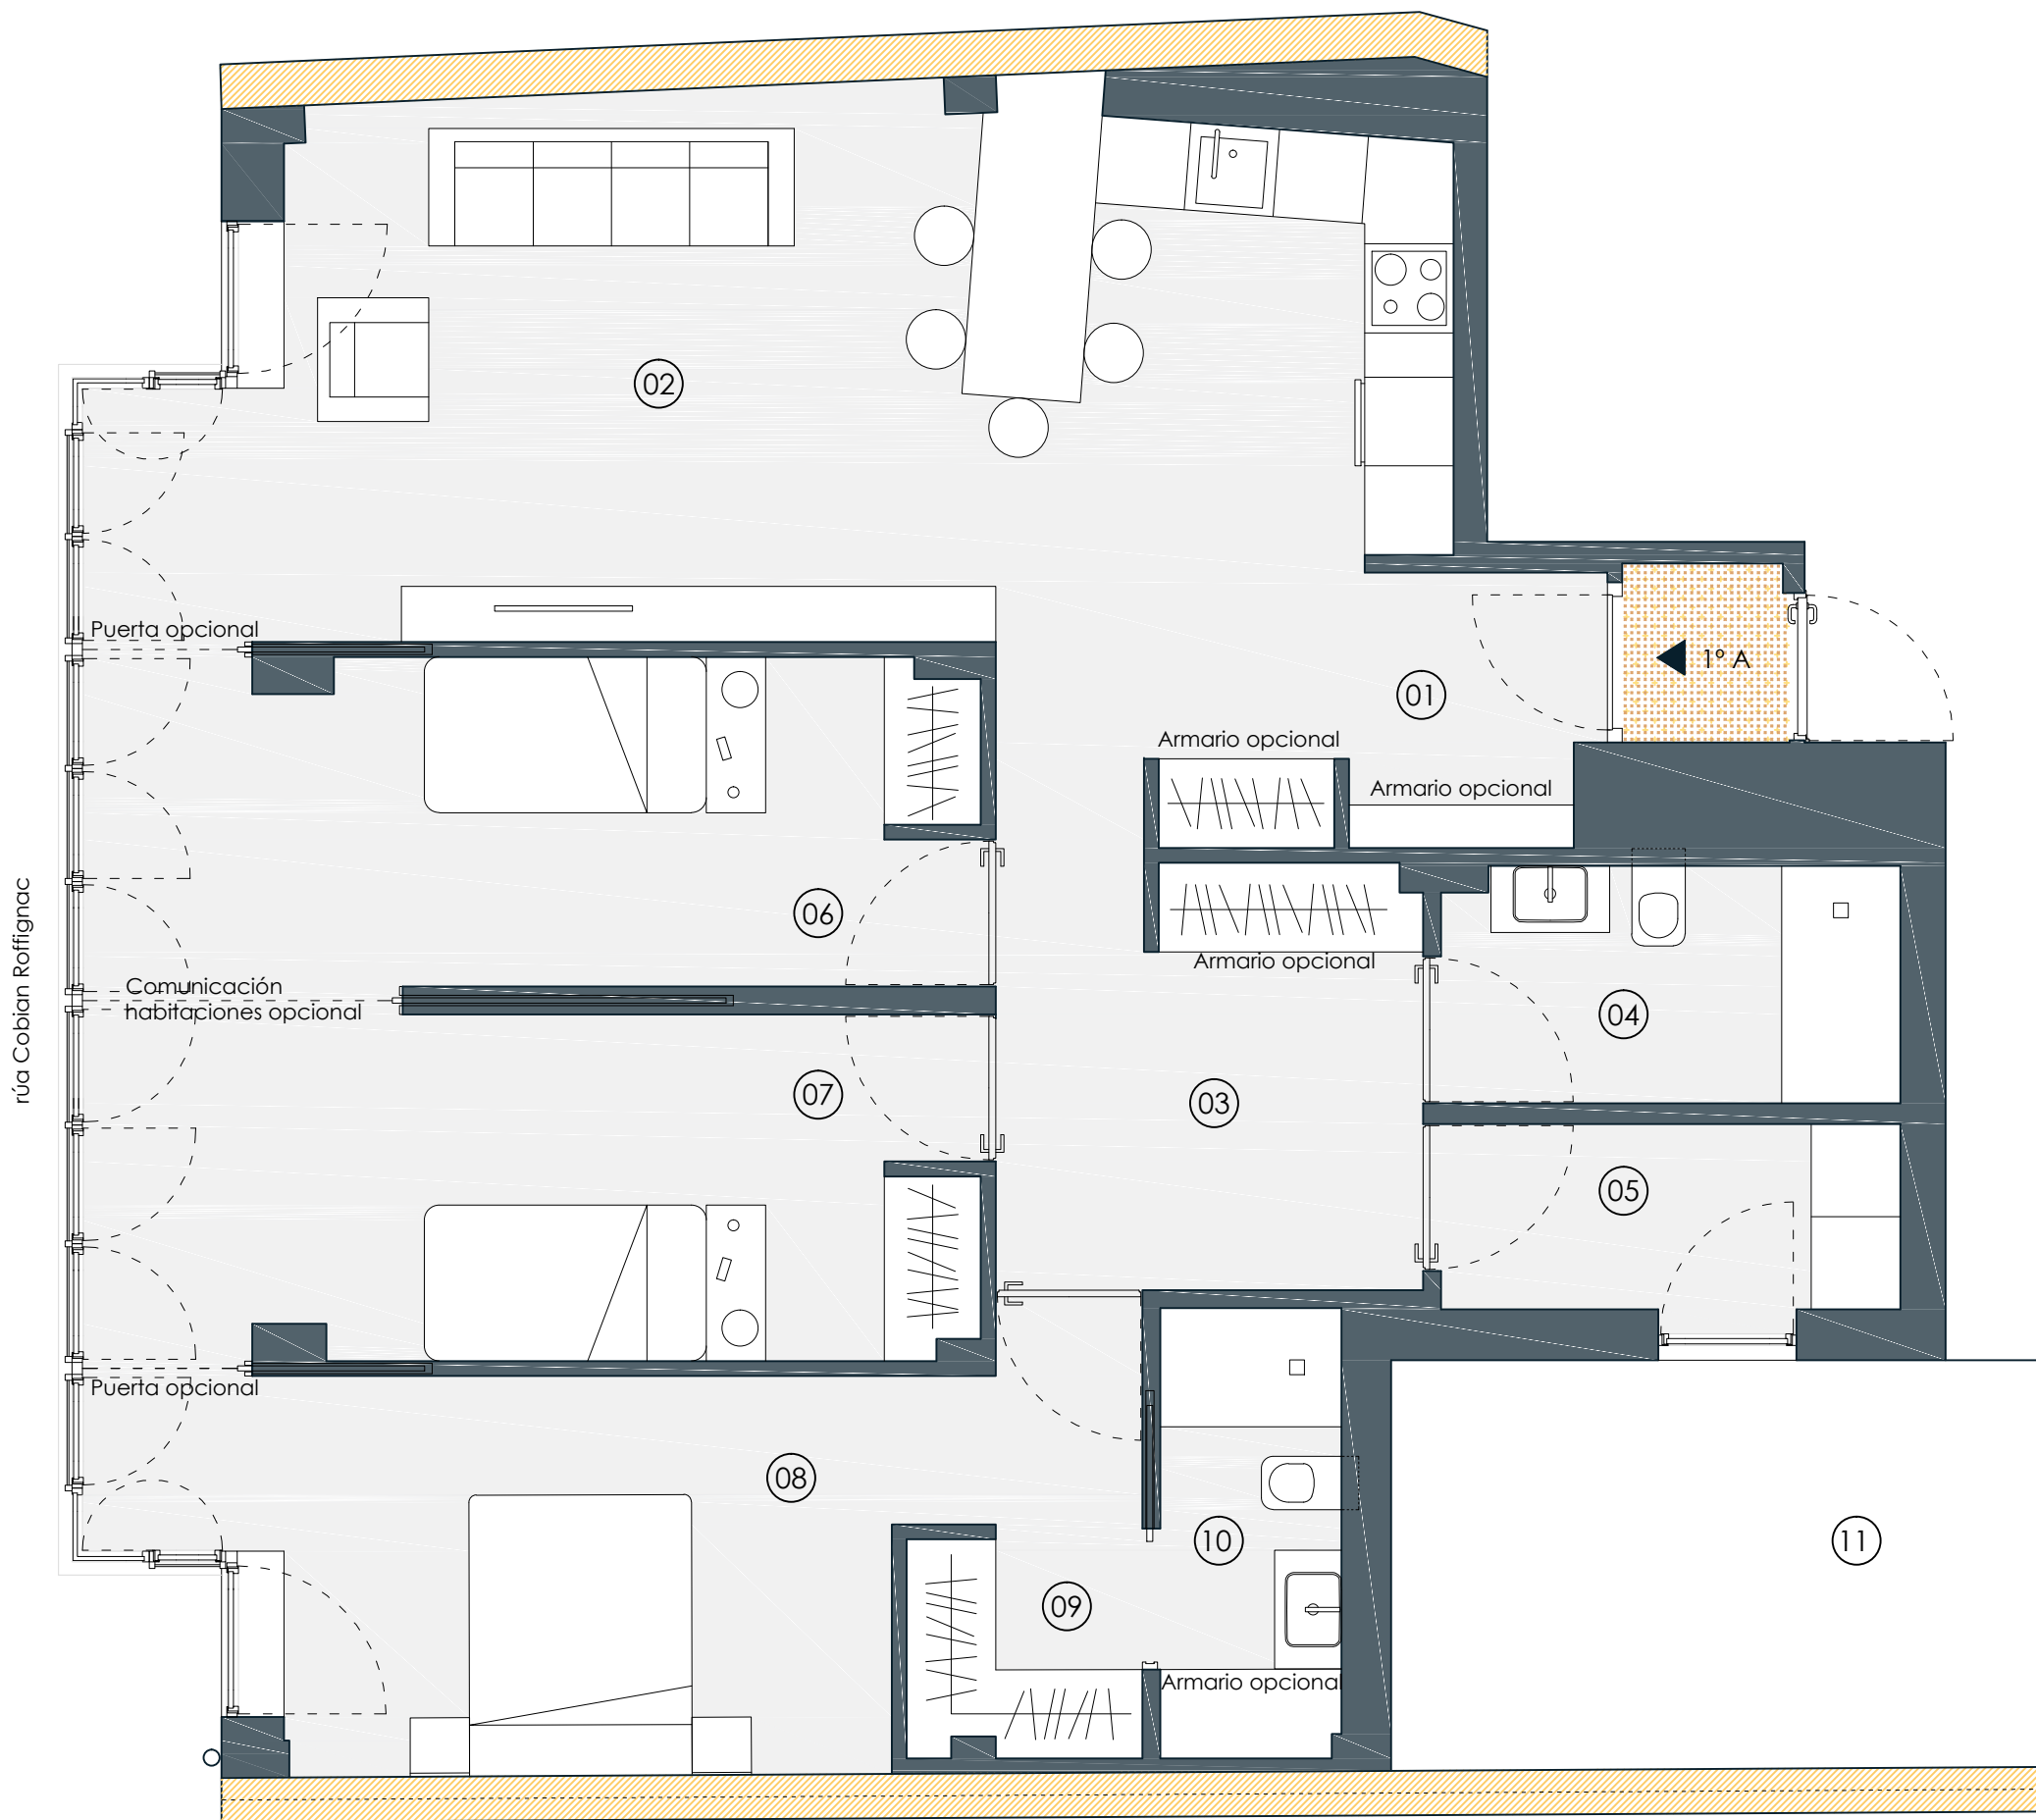 02
Puerta opcional
1º A
01
Armario opcional
Armario opcional
06
Armario opcional
Comunicación
habitaciones opcional
04
rúa Cobian Roffignac
07
03
05
Puerta opcional
08
10
11
09
Armario opcional